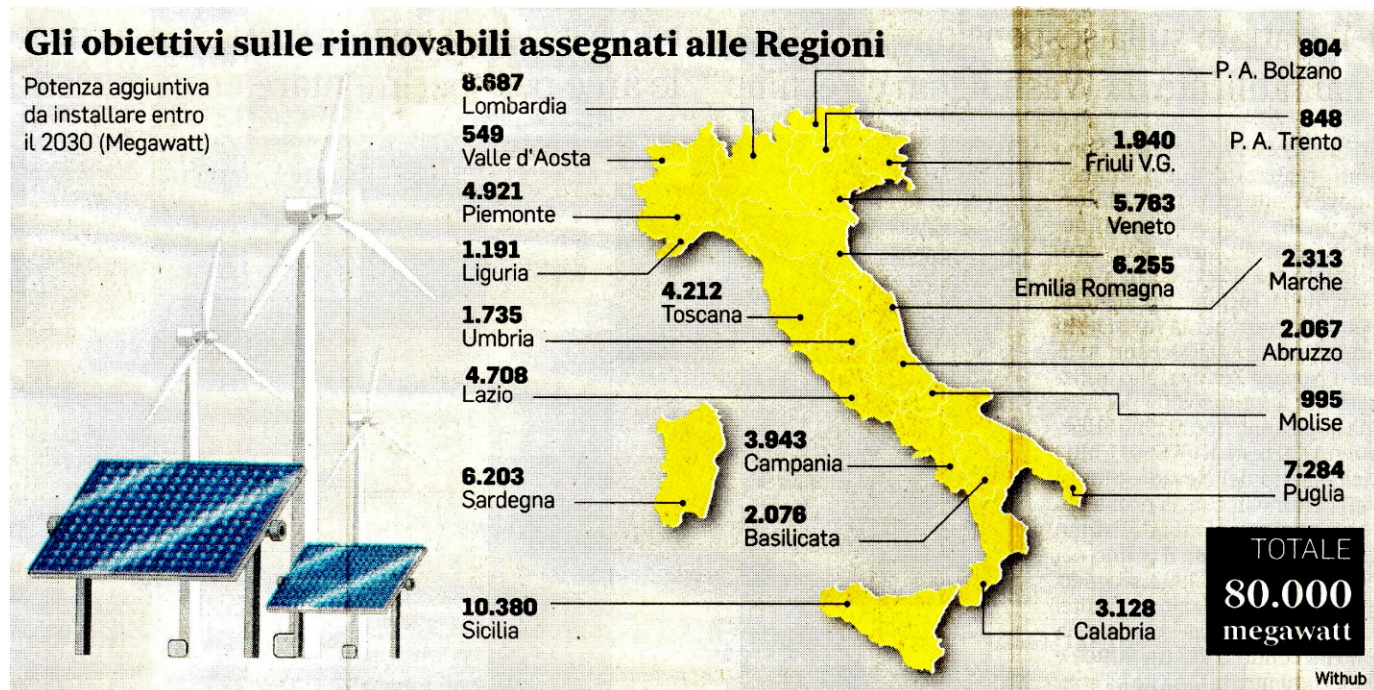 Gli obiettivi sulle rinnovabili assegnati alle Regioni
Potenza aggiuntiva
da installare entro
il 2030 (Megawatt)
8.687
Lombardia
549
Valle d'Aosta
4.921
Piemonte
1.191
Liguria
4.212
Toscana
1.735
Umbria
4.708
Lazio
6.203
Sardegna
3.943
Campania
2.076
Basilicata
10.380
Sicilia
804
P. A. Bolzano
848
P. A. Trento
1.940
Friuli V.G.
5.763
Veneto
6.255
Emilia Romagna
2.313
Marche
2.067
Abruzzo
995
Molise
7.284
Puglia
3.128
Calabria
TOTALE
80.000
megawatt
Withub